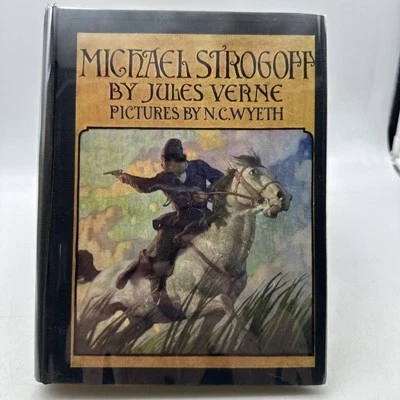 MICHAEL STROGOFF
BY JULES VERNE
PICTURES BY N.C. WYETH